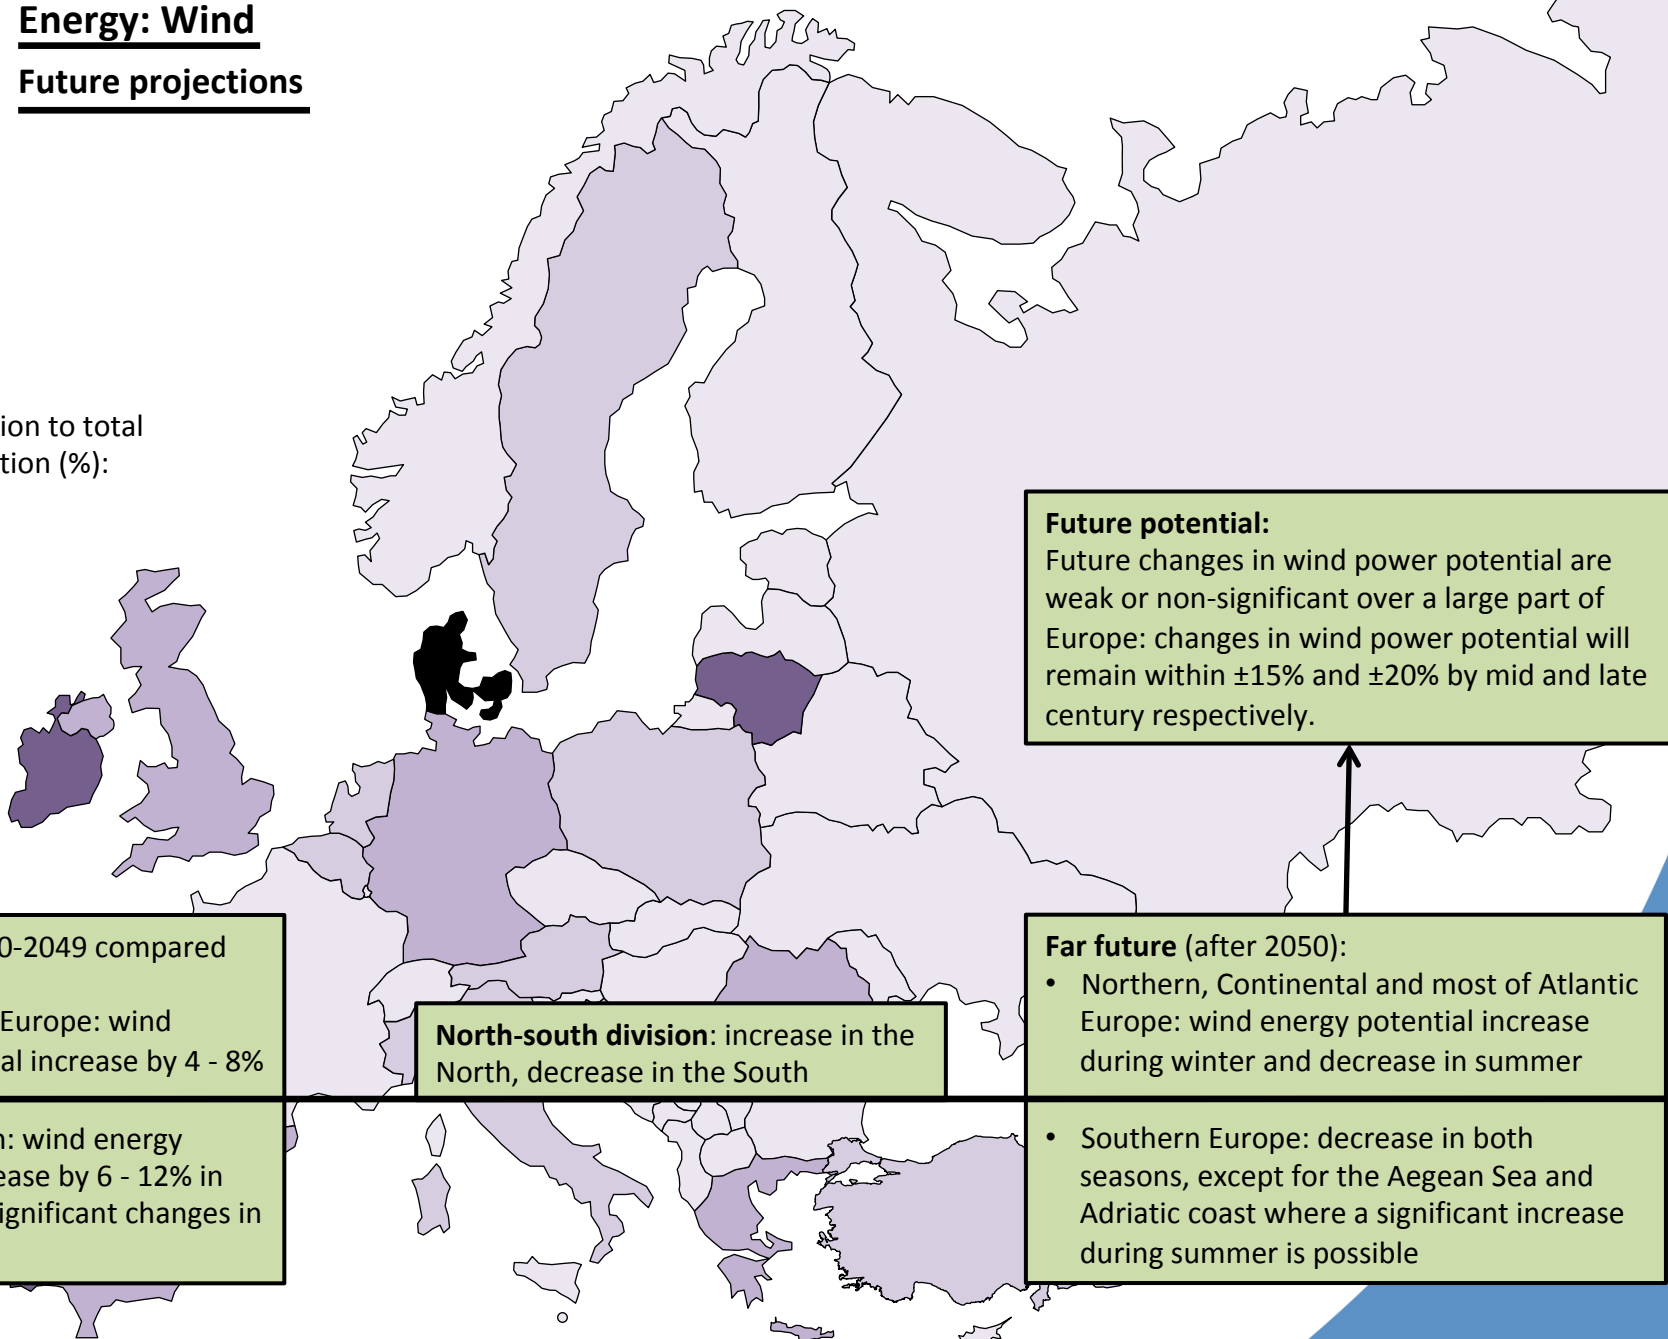 Energy: Wind
Future projections
ion to total
tion (%):
Future potential:
Future changes in wind power potential are
weak or non-significant over a large part of
Europe: changes in wind power potential will
remain within ±15% and ±20% by mid and late
century respectively.
0-2049 compared
Europe: wind
al increase by 4 - 8%
North-south division: increase in the
North, decrease in the South
Far future (after 2050):
• Northern, Continental and most of Atlantic
Europe: wind energy potential increase
during winter and decrease in summer
n: wind energy
ease by 6 - 12% in
ignificant changes in
• Southern Europe: decrease in both
seasons, except for the Aegean Sea and
Adriatic coast where a significant increase
during summer is possible